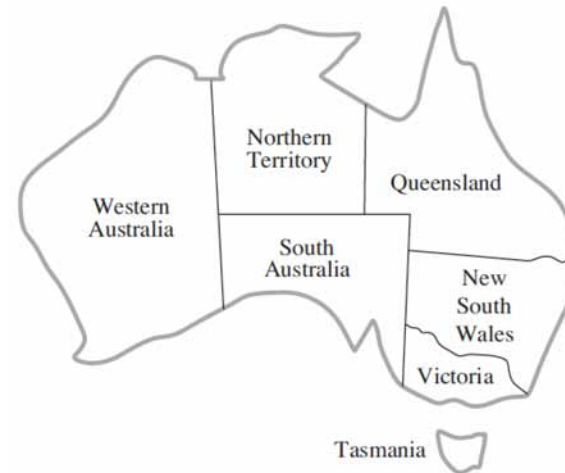 Northern
Territory
Queensland
Western
Australia
South
Australia
New
South
Wales
Victoria
Tasmania